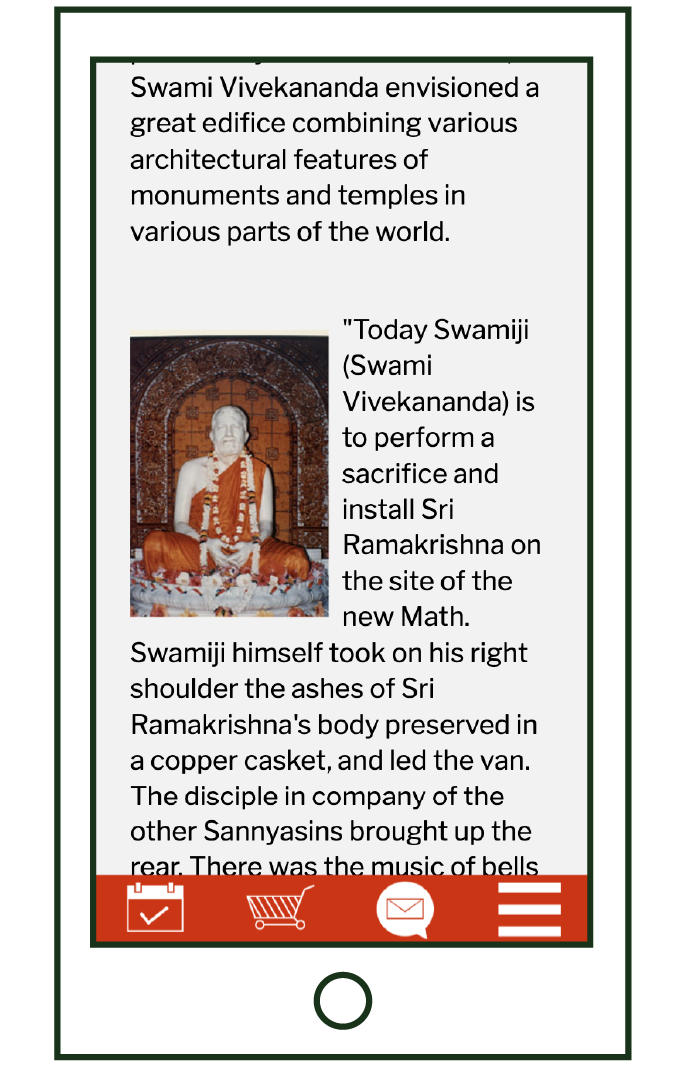 Swami Vivekananda envisioned a
great edifice combining various
architectural features of
monuments and temples in
various parts of the world.
"Today Swamiji
(Swami
Vivekananda) is
to perform a
sacrifice and
install Sri
Ramakrishna on
the site of the
new Math.
Swamiji himself took on his right
shoulder the ashes of Sri
Ramakrishna's body preserved in
a copper casket, and led the van.
The disciple in company of the
other Sannyasins brought up the
rear. There was the music of bells